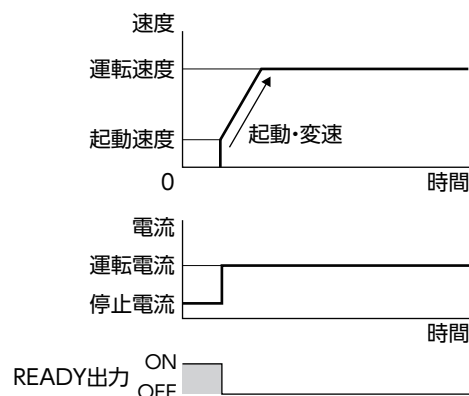 速度
運転速度
起動速度
起動・変速
0
時間
電流
運転電流
停止電流
時間
READY出力
ON
OFF